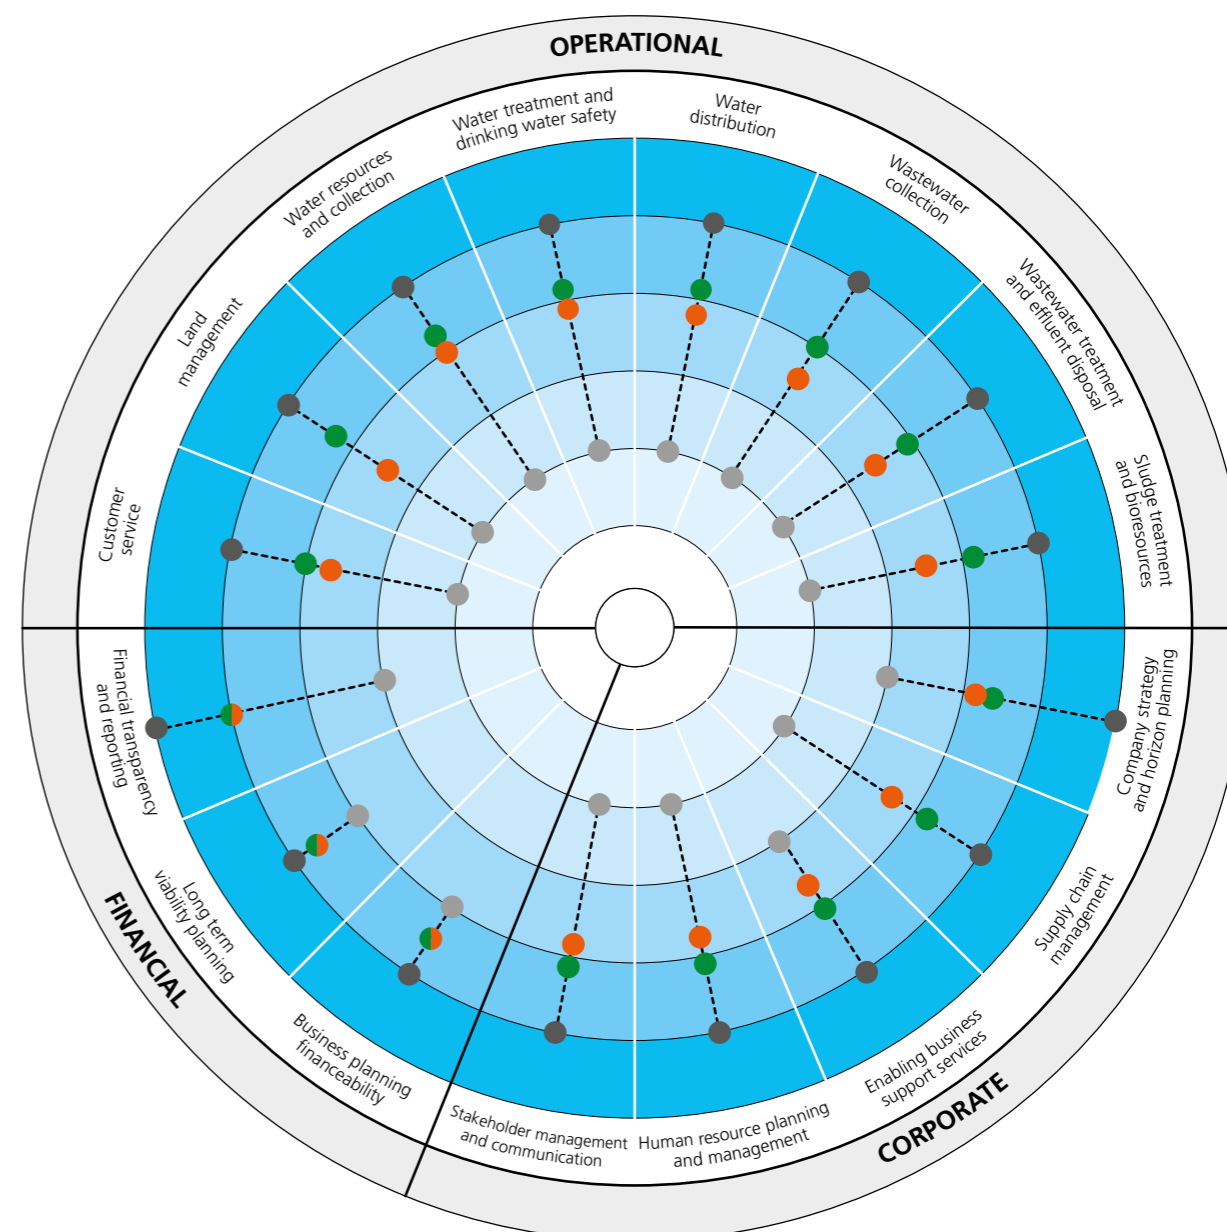 OPERATIONAL
Water treatment and
drinking water safety
Water
distribution
Wastewater
collection
Wastewater treatment
and effluent disposal
Sludge treatment
and bioresources
Company strategy
and horizon planning
Supply chain
management
Enabling business
support services
CORPORATE
Human resource planning
and management
Stakeholder management
and communication
Business planning
financeability
Long term
viability planning
FINANCIAL
Financial transparency
and reporting
Customer
service
Land
management
Water resources
and collection